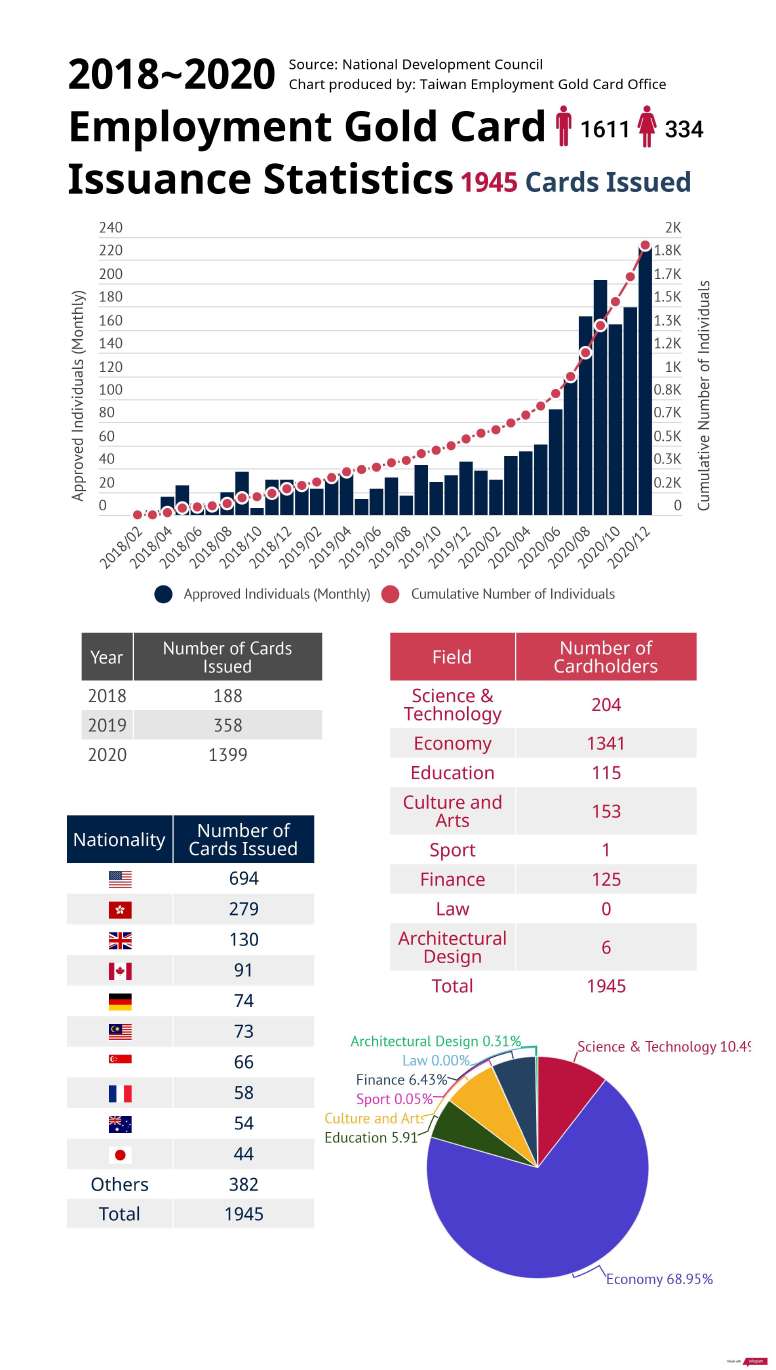 2018~2020
Source: National Development Council
Chart produced by: Taiwan Employment Gold Card Office
Employment Gold Card 1611 334
Issuance Statistics 1945 Cards Issued
240 2K
220 1.8K
200 1.7K
180 1.5K
160 1.3K
140 1.2K
120 1K
100 0.8K
80 0.7K
60 0.5K
40 0.3K
20 0.2K
0 0
Approved Individuals (Monthly)
Cumulative Number of Individuals
2018/02 2018/04 2018/06 2018/08 2018/10 2018/12 2019/02 2019/04 2019/06 2019/08 2019/10 2019/12 2020/02 2020/04 2020/06 2020/08 2020/10 2020/12
Approved Individuals (Monthly) Cumulative Number of Individuals
Year Number of Cards
Issued
2018 188
2019 358
2020 1399
Nationality Number of
Cards Issued
694
279
130
91
74
73
66
58
54
44
Others 382
Total 1945
Field Number of
Cardholders
Science &
Technology 204
Economy 1341
Education 115
Culture and
Arts 153
Sport 1
Finance 125
Law 0
Architectural
Design 6
Total 1945
Architectural Design 0.31%
Science & Technology 10.49
Law 0.00%
Finance 6.43%
Sport 0.05%
Culture and Arts
Education 5.91
Economy 68.95%